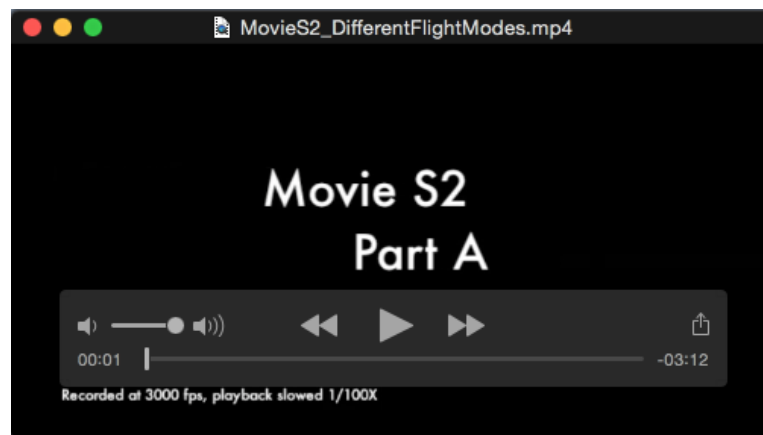 MovieS2_DifferentFlightModes.mp4
Movie S2
Part A
00:01
-03:12
Recorded at 3000 fps, playback slowed 1/100X